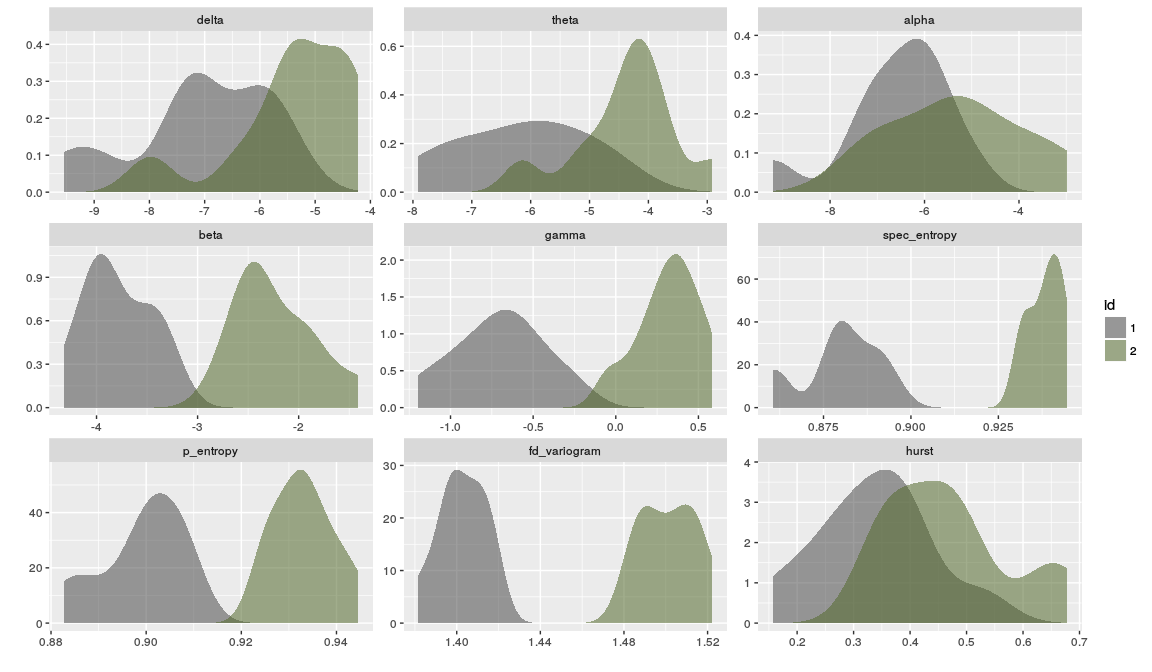 delta
theta
alpha
0.4
0.3
0.2
0.1
0.0
-9 -8 -7 -6 -5 -4
0.6
0.4
0.2
0.0
-8 -7 -6 -5 -4 -3
0.4
0.3
0.2
0.1
0.0
-8 -6 -4
beta
gamma
spec_entropy
0.9
0.6
0.3
0.0
-4 -3 -2
2.0
1.5
1.0
0.5
0.0
-1.0 -0.5 0.0 0.5
60
40
20
0
0.875 0.900 0.925
p_entropy
fd_variogram
hurst
40
20
0
0.88 0.90 0.92 0.94
30
20
10
0
1.40 1.44 1.48 1.52
4
3
2
1
0
0.2 0.3 0.4 0.5 0.6 0.7
Id
1
2